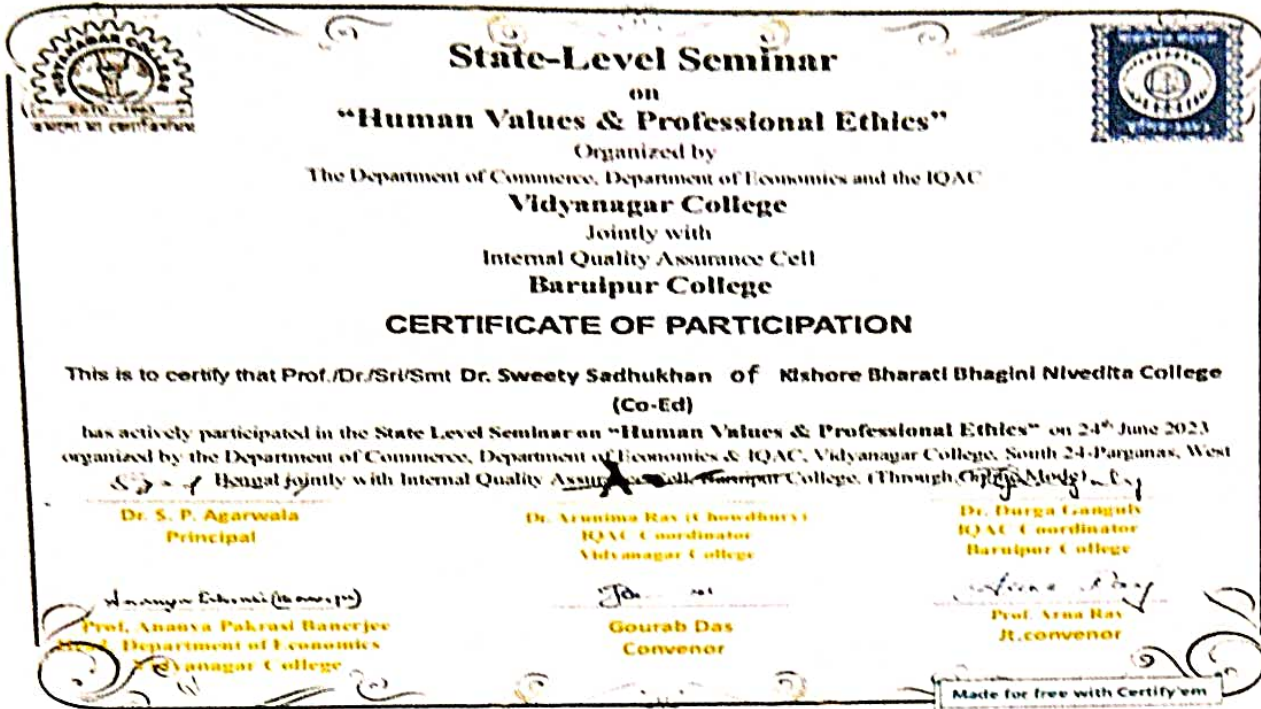 VIDYANAGAR COLLEGE
State-Level Seminar
on
“Human Values & Professional Ethics”
Organized by
The Department of Commerce, Department of Economics and the IQAC
Vidyanagar College
Jointly with
Internal Quality Assurance Cell
Baruipur College
CERTIFICATE OF PARTICIPATION
This is to certify that Prof./Dr./Sri/Smt Dr. Sweety Sadhukhan of Kishore Bharati Bhagini Nivedita College
(Co-Ed)
has actively participated in the State Level Seminar on “Human Values & Professional Ethics” on 24th June 2023
organized by the Department of Commerce, Department of Economics & IQAC, Vidyanagar College, South 24-Parganas, West
Bengal jointly with Internal Quality Assurance Cell, Baruipur College. (Through Online Mode)
Dr. S. P. Agarwala
Principal
Dr. Arunima Ray (Chowdhury)
IQAC Coordinator
Vidyanagar College
Dr. Durga Ganguly
IQAC Coordinator
Baruipur College
Prof. Ananya Pakrasi Banerjee
Head, Department of Economics
Vidyanagar College
Gourab Das
Convenor
Prof. Arna Ray
Jt.convenor
Made for free with Certify'em